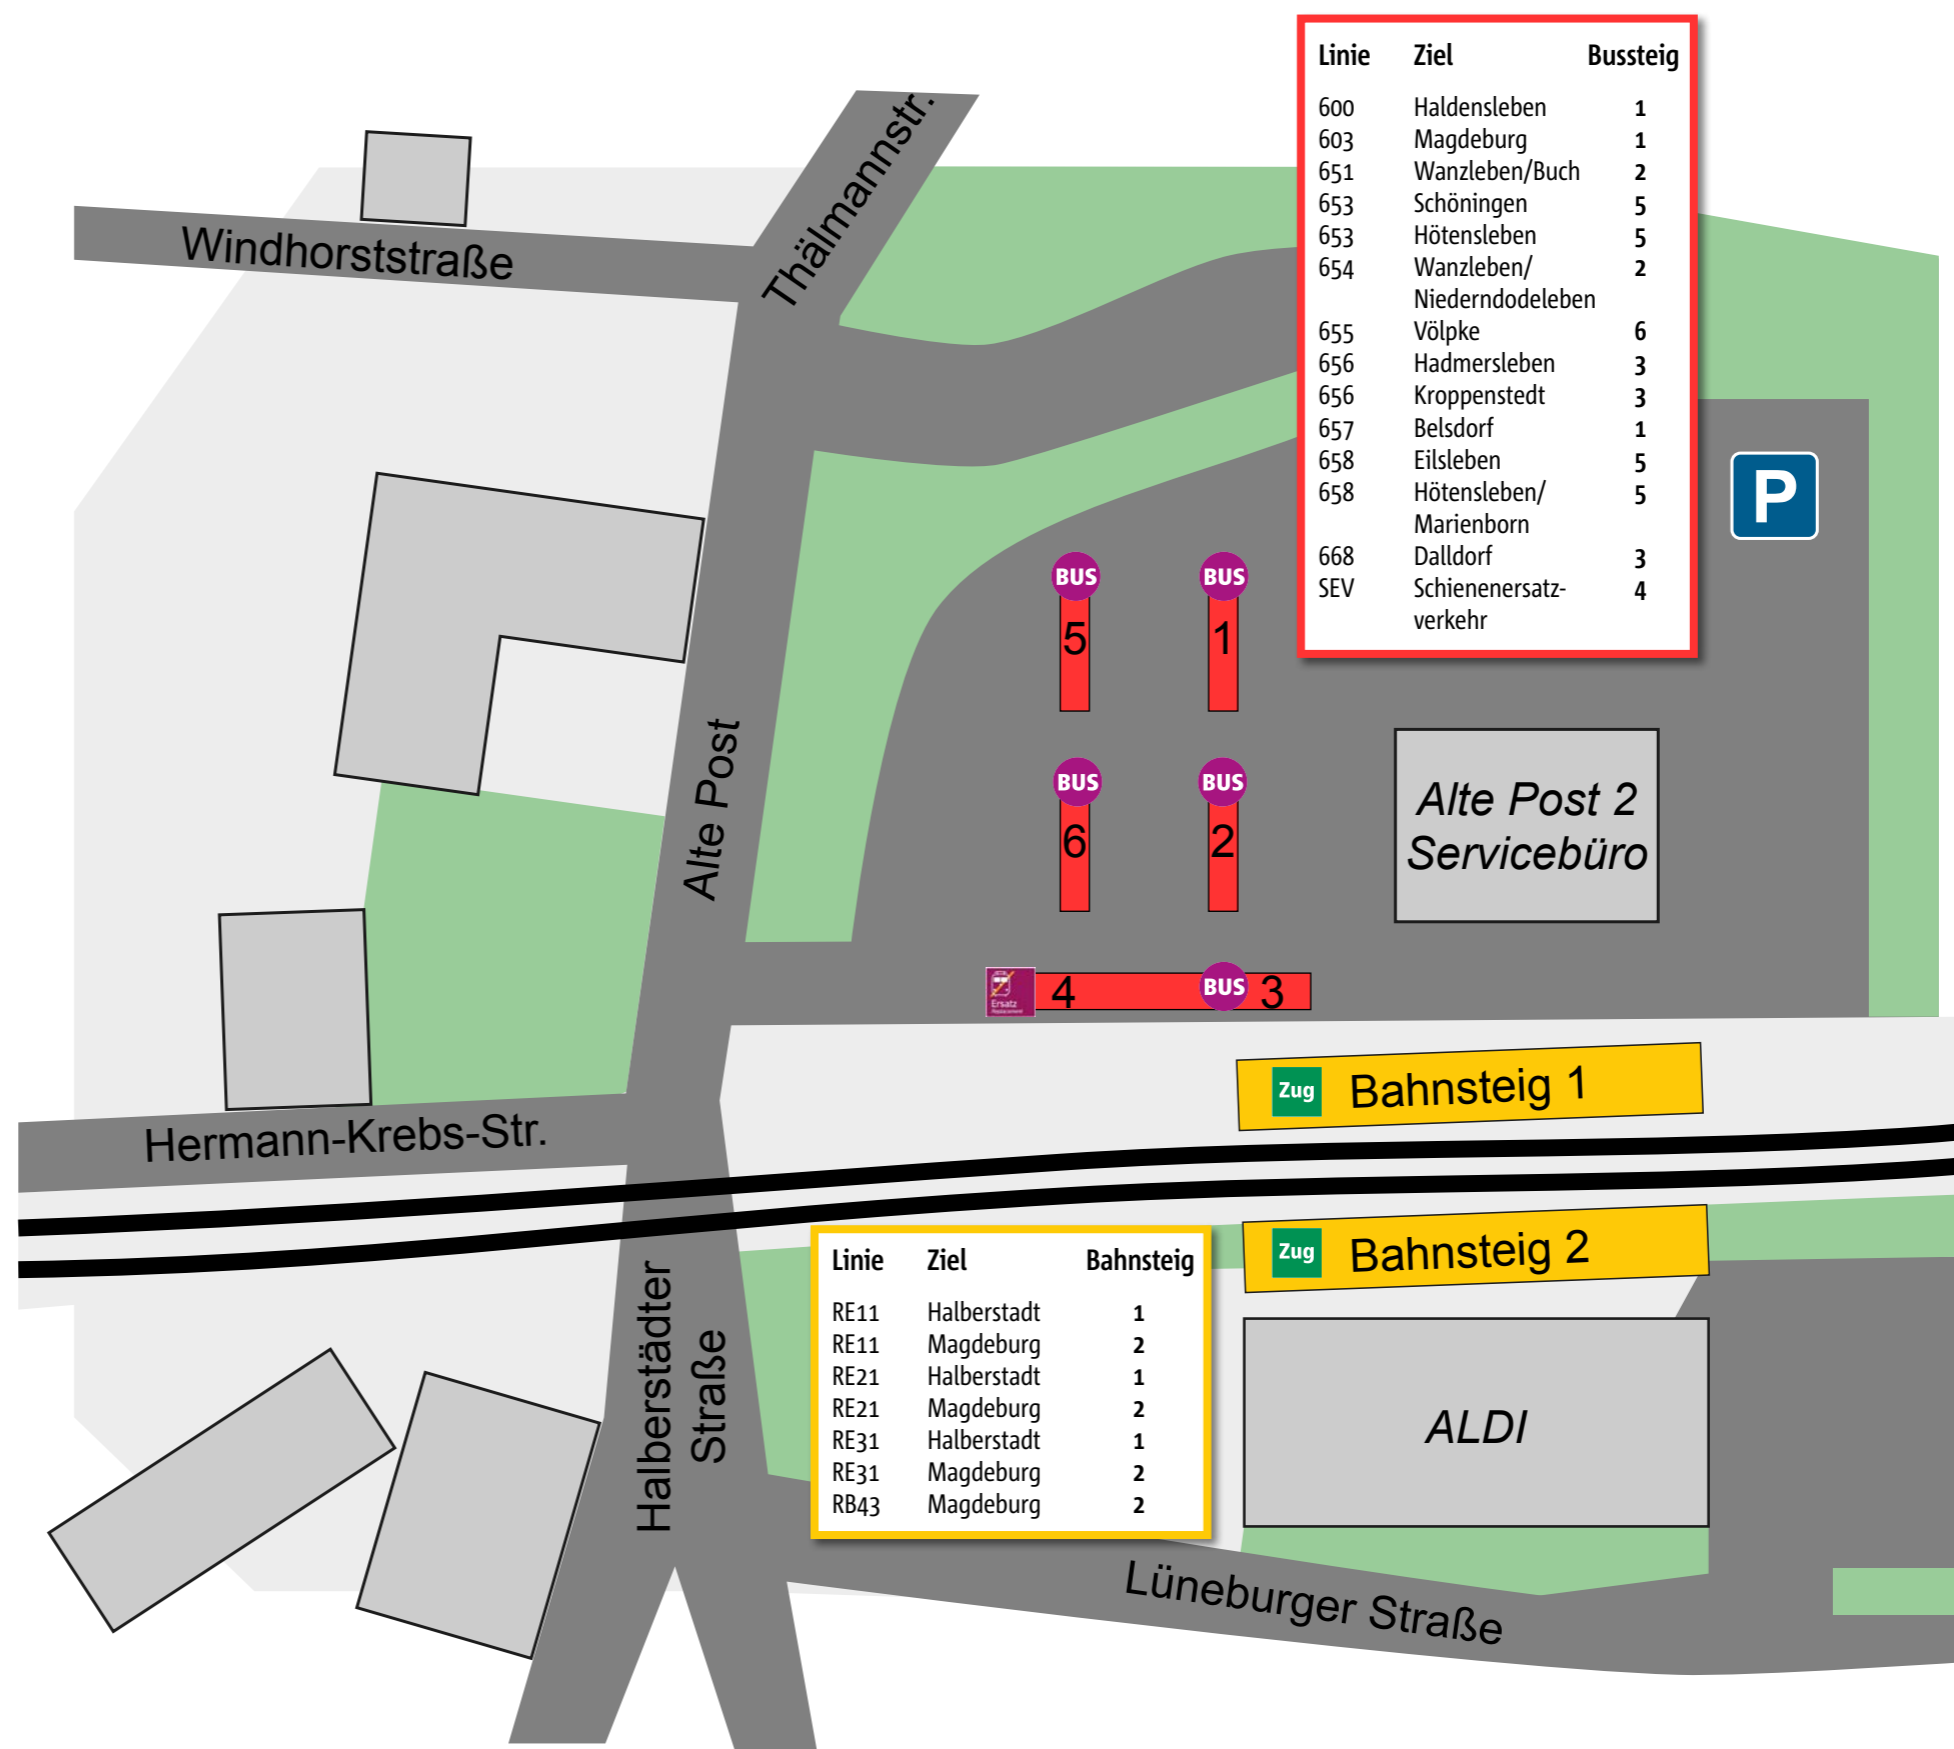 Linie Ziel Bussteig
600 Haldensleben 1
603 Magdeburg 1
651 Wanzleben/Buch 2
653 Schöningen 5
653 Hötensleben 5
654 Wanzleben/ 2
Niederndodeleben
655 Völpke 6
656 Hadmersleben 3
656 Kroppenstedt 3
657 Belsdorf 1
658 Eilsleben 5
658 Hötensleben/ 5
Marienborn
668 Dalldorf 3
SEV Schienenersatz- 4
verkehr
Thälmannstr.
Windhorststraße
P
BUS
5
BUS
1
Alte Post
BUS
6
BUS
2
Alte Post 2
Servicebüro
Ersatz
Replacement
4
BUS
3
Zug Bahnsteig 1
Hermann-Krebs-Str.
Zug Bahnsteig 2
Halberstädter
Straße
Linie Ziel Bahnsteig
RE11 Halberstadt 1
RE11 Magdeburg 2
RE21 Halberstadt 1
RE21 Magdeburg 2
RE31 Halberstadt 1
RE31 Magdeburg 2
RB43 Magdeburg 2
ALDI
Lüneburger Straße